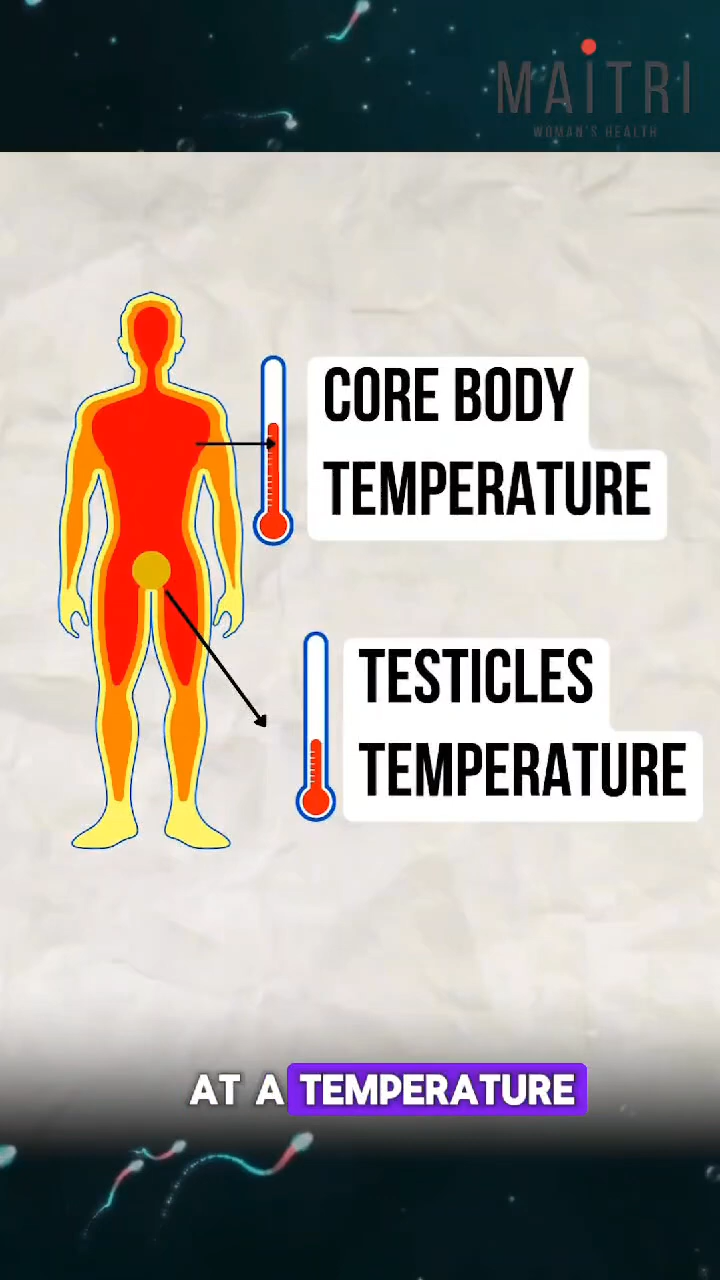 MAITRI
WOMAN'S HEALTH
CORE BODY
TEMPERATURE
TESTICLES
TEMPERATURE
AT A TEMPERATURE